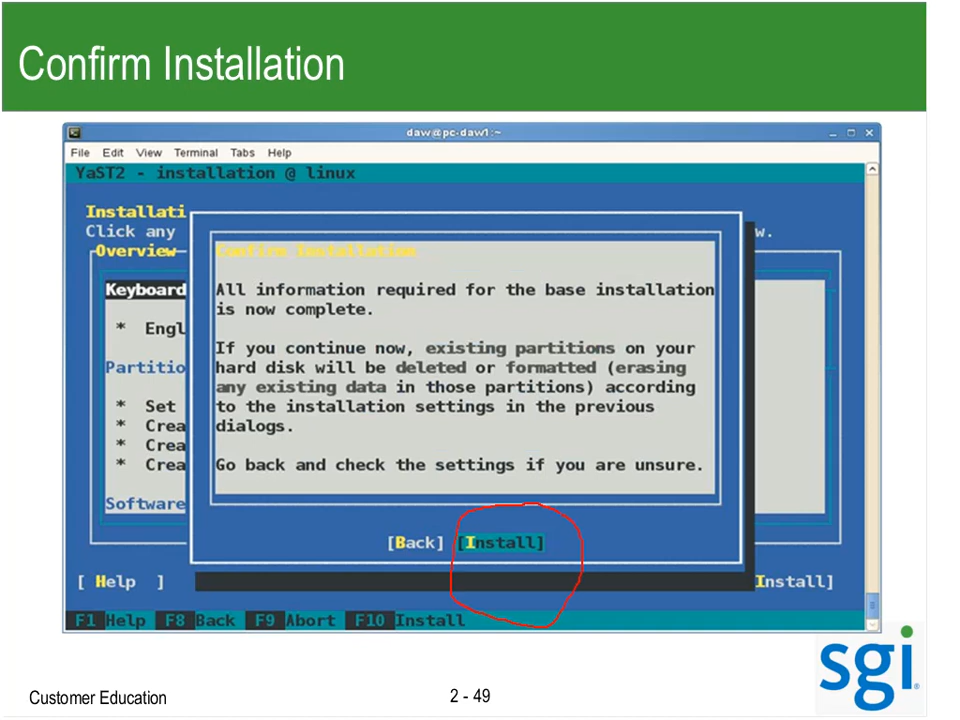 Confirm Installation
daw@pc-daw1:~
File Edit View Terminal Tabs Help
YaST2 - installation @ linux
Installati
Click any w.
Overview
Confirm Installation
Keyboard
All information required for the base installation
is now complete.
* Engl
If you continue now, existing partitions on your
Partitio
hard disk will be deleted or formatted (erasing
any existing data in those partitions) according
* Set
to the installation settings in the previous
* Crea
dialogs.
* Crea
* Crea
Go back and check the settings if you are unsure.
Software
[Back] [Install]
[ Help ] Install]
F1 Help F8 Back F9 Abort F10 Install
sgi
Customer Education 2 - 49